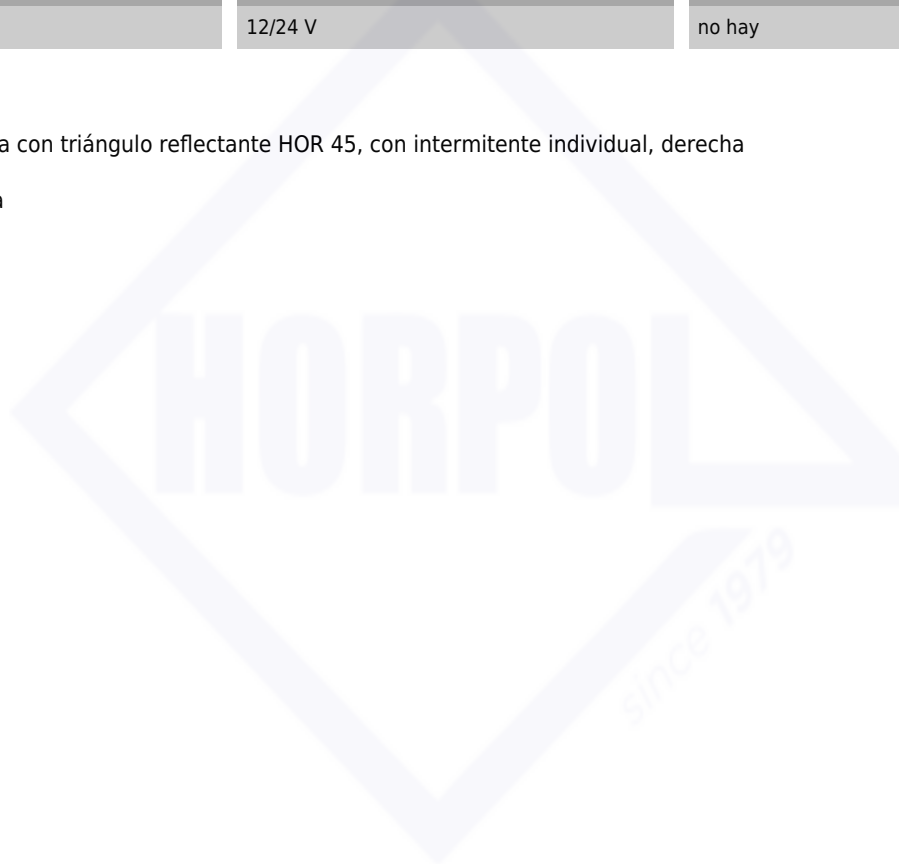 12/24 V
no hay
a con triángulo reflectante HOR 45, con intermitente individual, derecha
a
HORPOL
since 1979